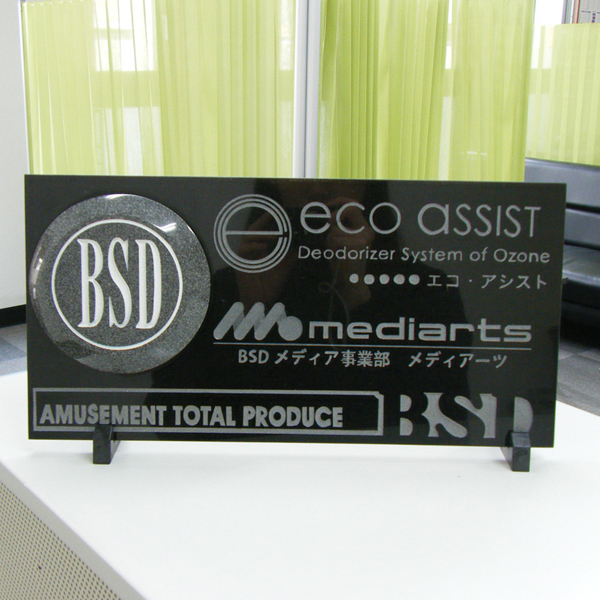 BSD
eco assist
Deodorizer System of Ozone
●●●●● エコ・アシスト
mediarts
BSD メディア事業部 メディアーツ
AMUSEMENT TOTAL PRODUCE
BSD